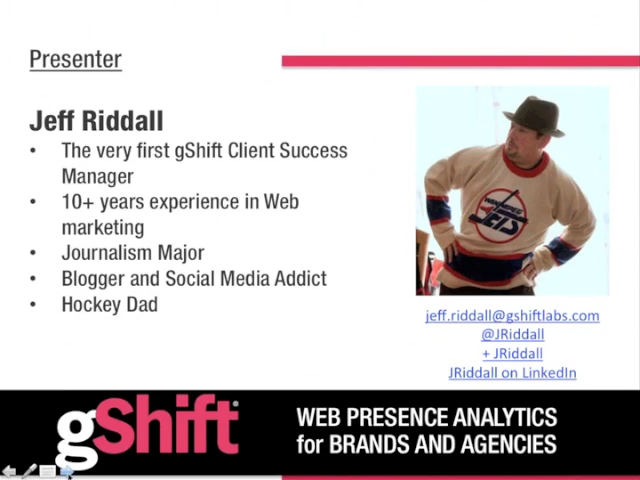 Presenter
Jeff Riddall
• The very first gShift Client Success
Manager
• 10+ years experience in Web
marketing
• Journalism Major
• Blogger and Social Media Addict
• Hockey Dad
WINNIPEG
JETS
jeff.riddall@gshiftlabs.com
@JRiddall
+ JRiddall
JRiddall on LinkedIn
gShift®
WEB PRESENCE ANALYTICS
for BRANDS AND AGENCIES